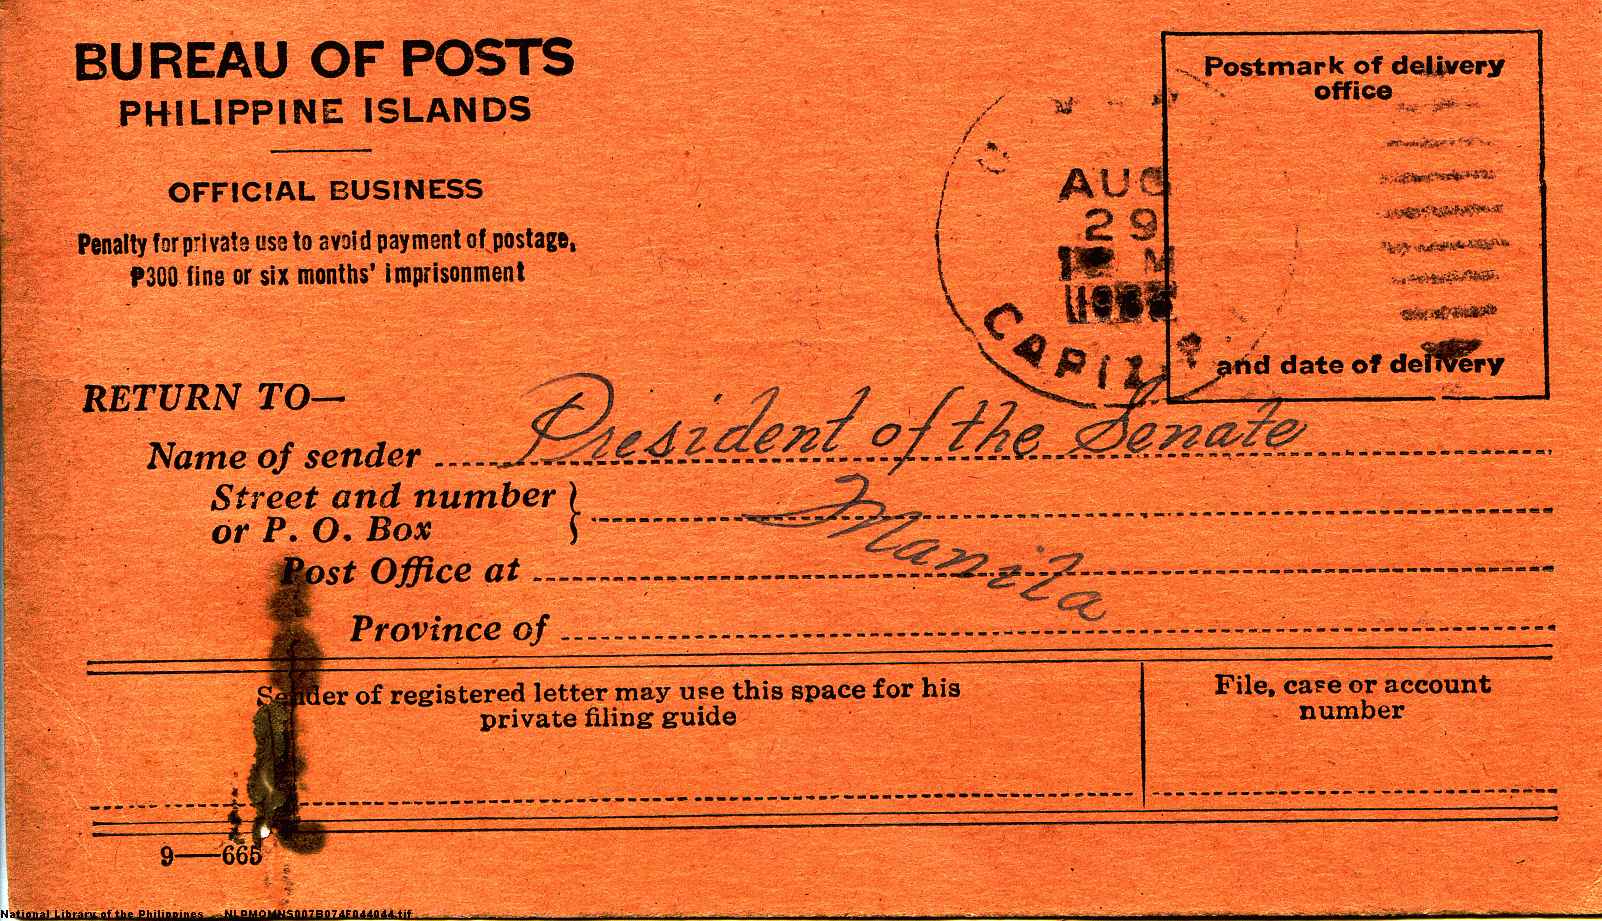 BUREAU OF POSTS
PHILIPPINE ISLANDS
OFFICIAL BUSINESS
Penalty for private use to avoid payment of postage,
₱300 fine or six months' imprisonment
Postmark of delivery
office
and date of delivery
AUG
29
M
CAPIZ
RETURN TO—
Name of sender President of the Senate
Street and number
or P. O. Box
Manila
Post Office at
Province of
Sender of registered letter may use this space for his
private filing guide
File, case or account
number
9—665
National Library of the Philippines NLPMQMNS007B074F044044.tif